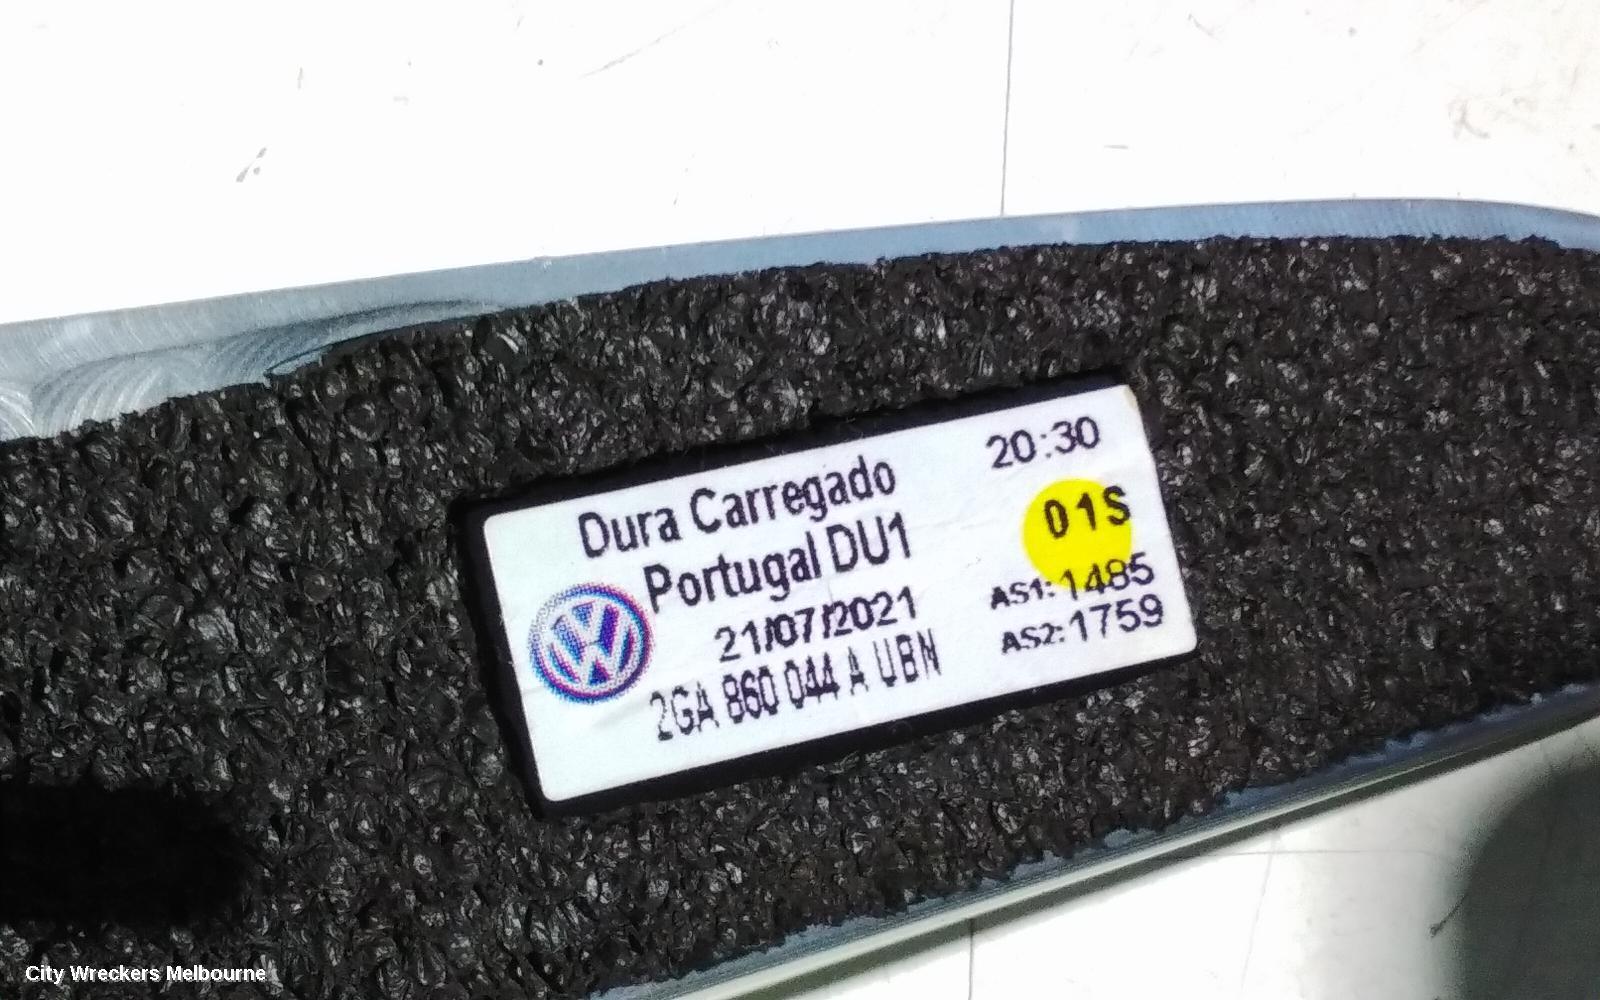 Dura Carregado
Portugal DU1
21/07/2021
2GA 860 044 A UBN
20:30
01S
AS1:1485
AS2:1759
City Wreckers Melbourne